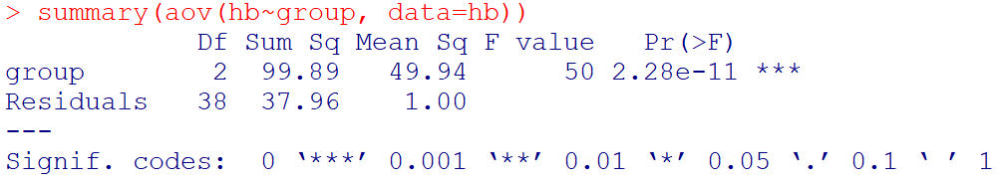 > summary(aov(hb~group, data=hb))
Df Sum Sq Mean Sq F value Pr(>F)
group 2 99.89 49.94 50 2.28e-11 ***
Residuals 38 37.96 1.00
---
Signif. codes: 0 ‘***’ 0.001 ‘**’ 0.01 ‘*’ 0.05 ‘.’ 0.1 ‘ ’ 1